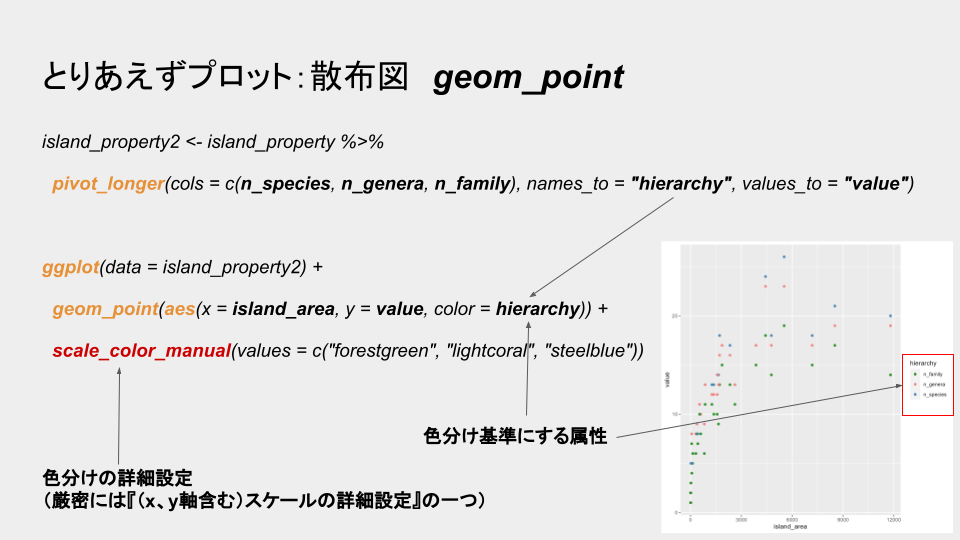 とりあえずプロット：散布図 geom_point
island_property2 <- island_property %>%
pivot_longer(cols = c(n_species, n_genera, n_family), names_to = "hierarchy", values_to = "value")
ggplot(data = island_property2) +
geom_point(aes(x = island_area, y = value, color = hierarchy)) +
scale_color_manual(values = c("forestgreen", "lightcoral", "steelblue"))
色分け基準にする属性
色分けの詳細設定
（厳密には『（x、y軸含む）スケールの詳細設定』の一つ）
value
20
10
0
0 3000 6000 9000 12000
island_area
hierarchy
n_family
n_genera
n_species